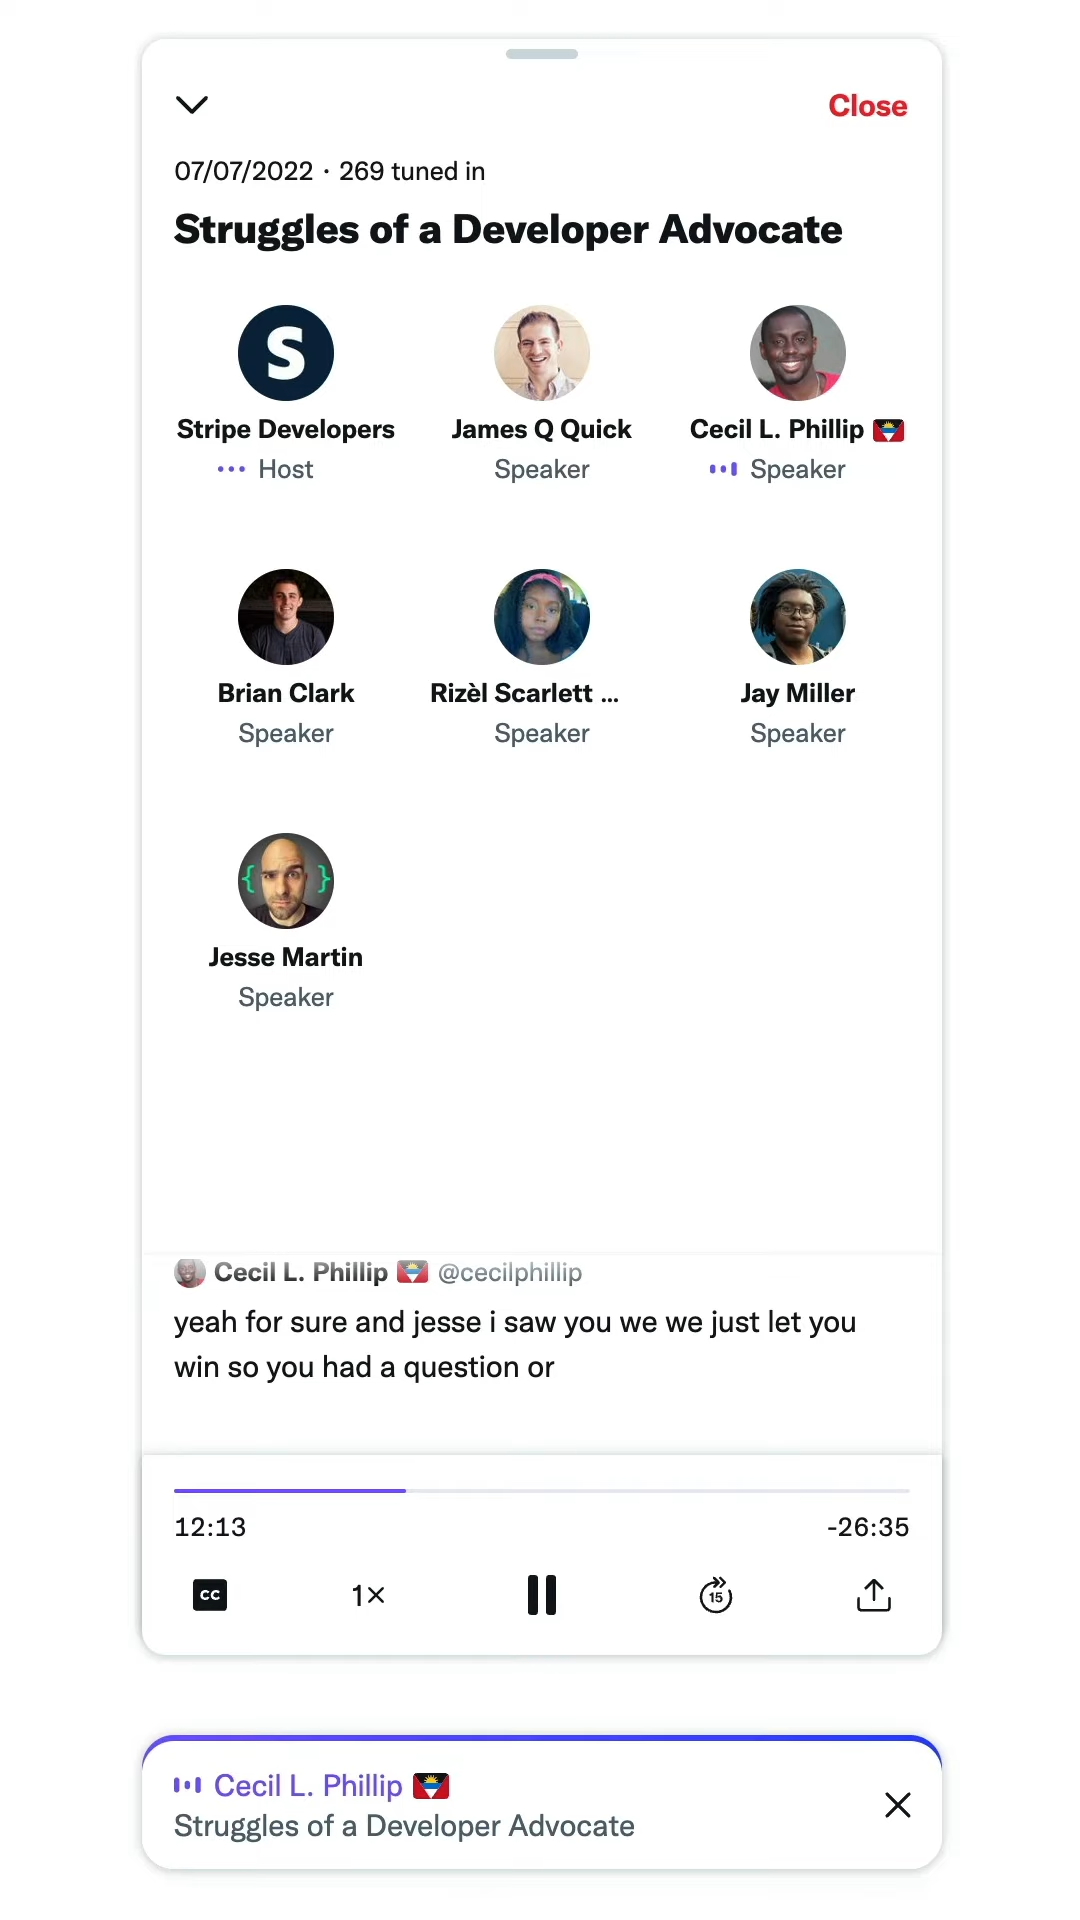 Close
07/07/2022 · 269 tuned in
Struggles of a Developer Advocate
S
Stripe Developers
Host
James Q Quick
Speaker
Cecil L. Phillip 🇦🇬
Speaker
Brian Clark
Speaker
Rizèl Scarlett ...
Speaker
Jay Miller
Speaker
{ }
Jesse Martin
Speaker
Cecil L. Phillip 🇦🇬 @cecilphillip
yeah for sure and jesse i saw you we we just let you
win so you had a question or
12:13
-26:35
CC
1×
15
Cecil L. Phillip 🇦🇬
Struggles of a Developer Advocate